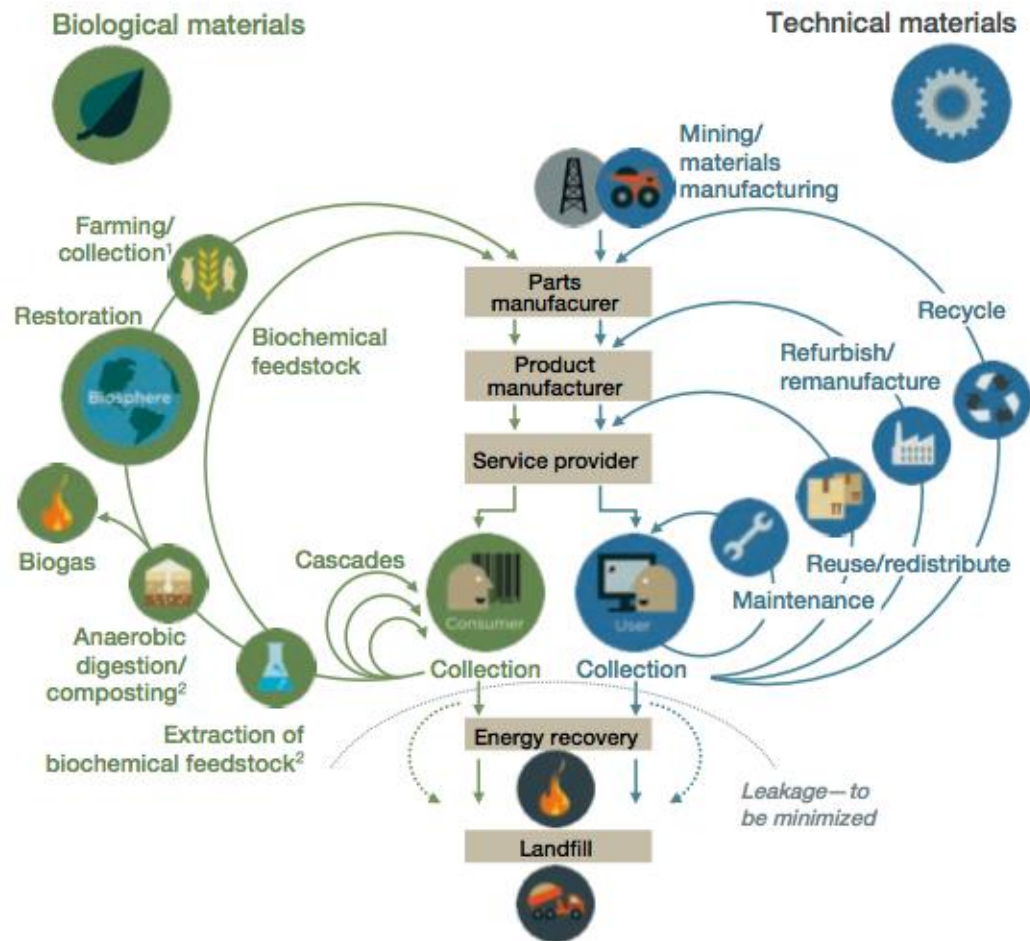 Biological materials
Technical materials
Mining/
materials
manufacturing
Farming/
collection¹
Parts
manufacurer
Restoration
Recycle
Biochemical
feedstock
Refurbish/
remanufacture
Product
manufacturer
Biosphere
Service provider
Biogas
Cascades
Reuse/redistribute
Maintenance
Consumer
User
Anaerobic
digestion/
composting²
Collection
Collection
Extraction of
biochemical feedstock²
Energy recovery
Leakage—to
be minimized
Landfill